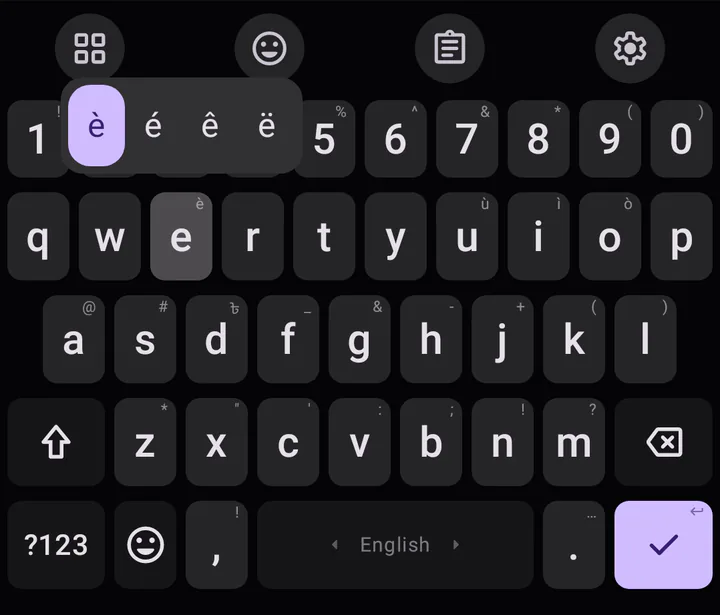 è é ê ë
! % ^ & * ( )
1 5 6 7 8 9 0
è ù ì ò
q w e r t y u i o p
@ # _ & - + ( )
a s d f g h j k l
* " ' : ; ! ?
z x c v b n m
! …
?123 , English .